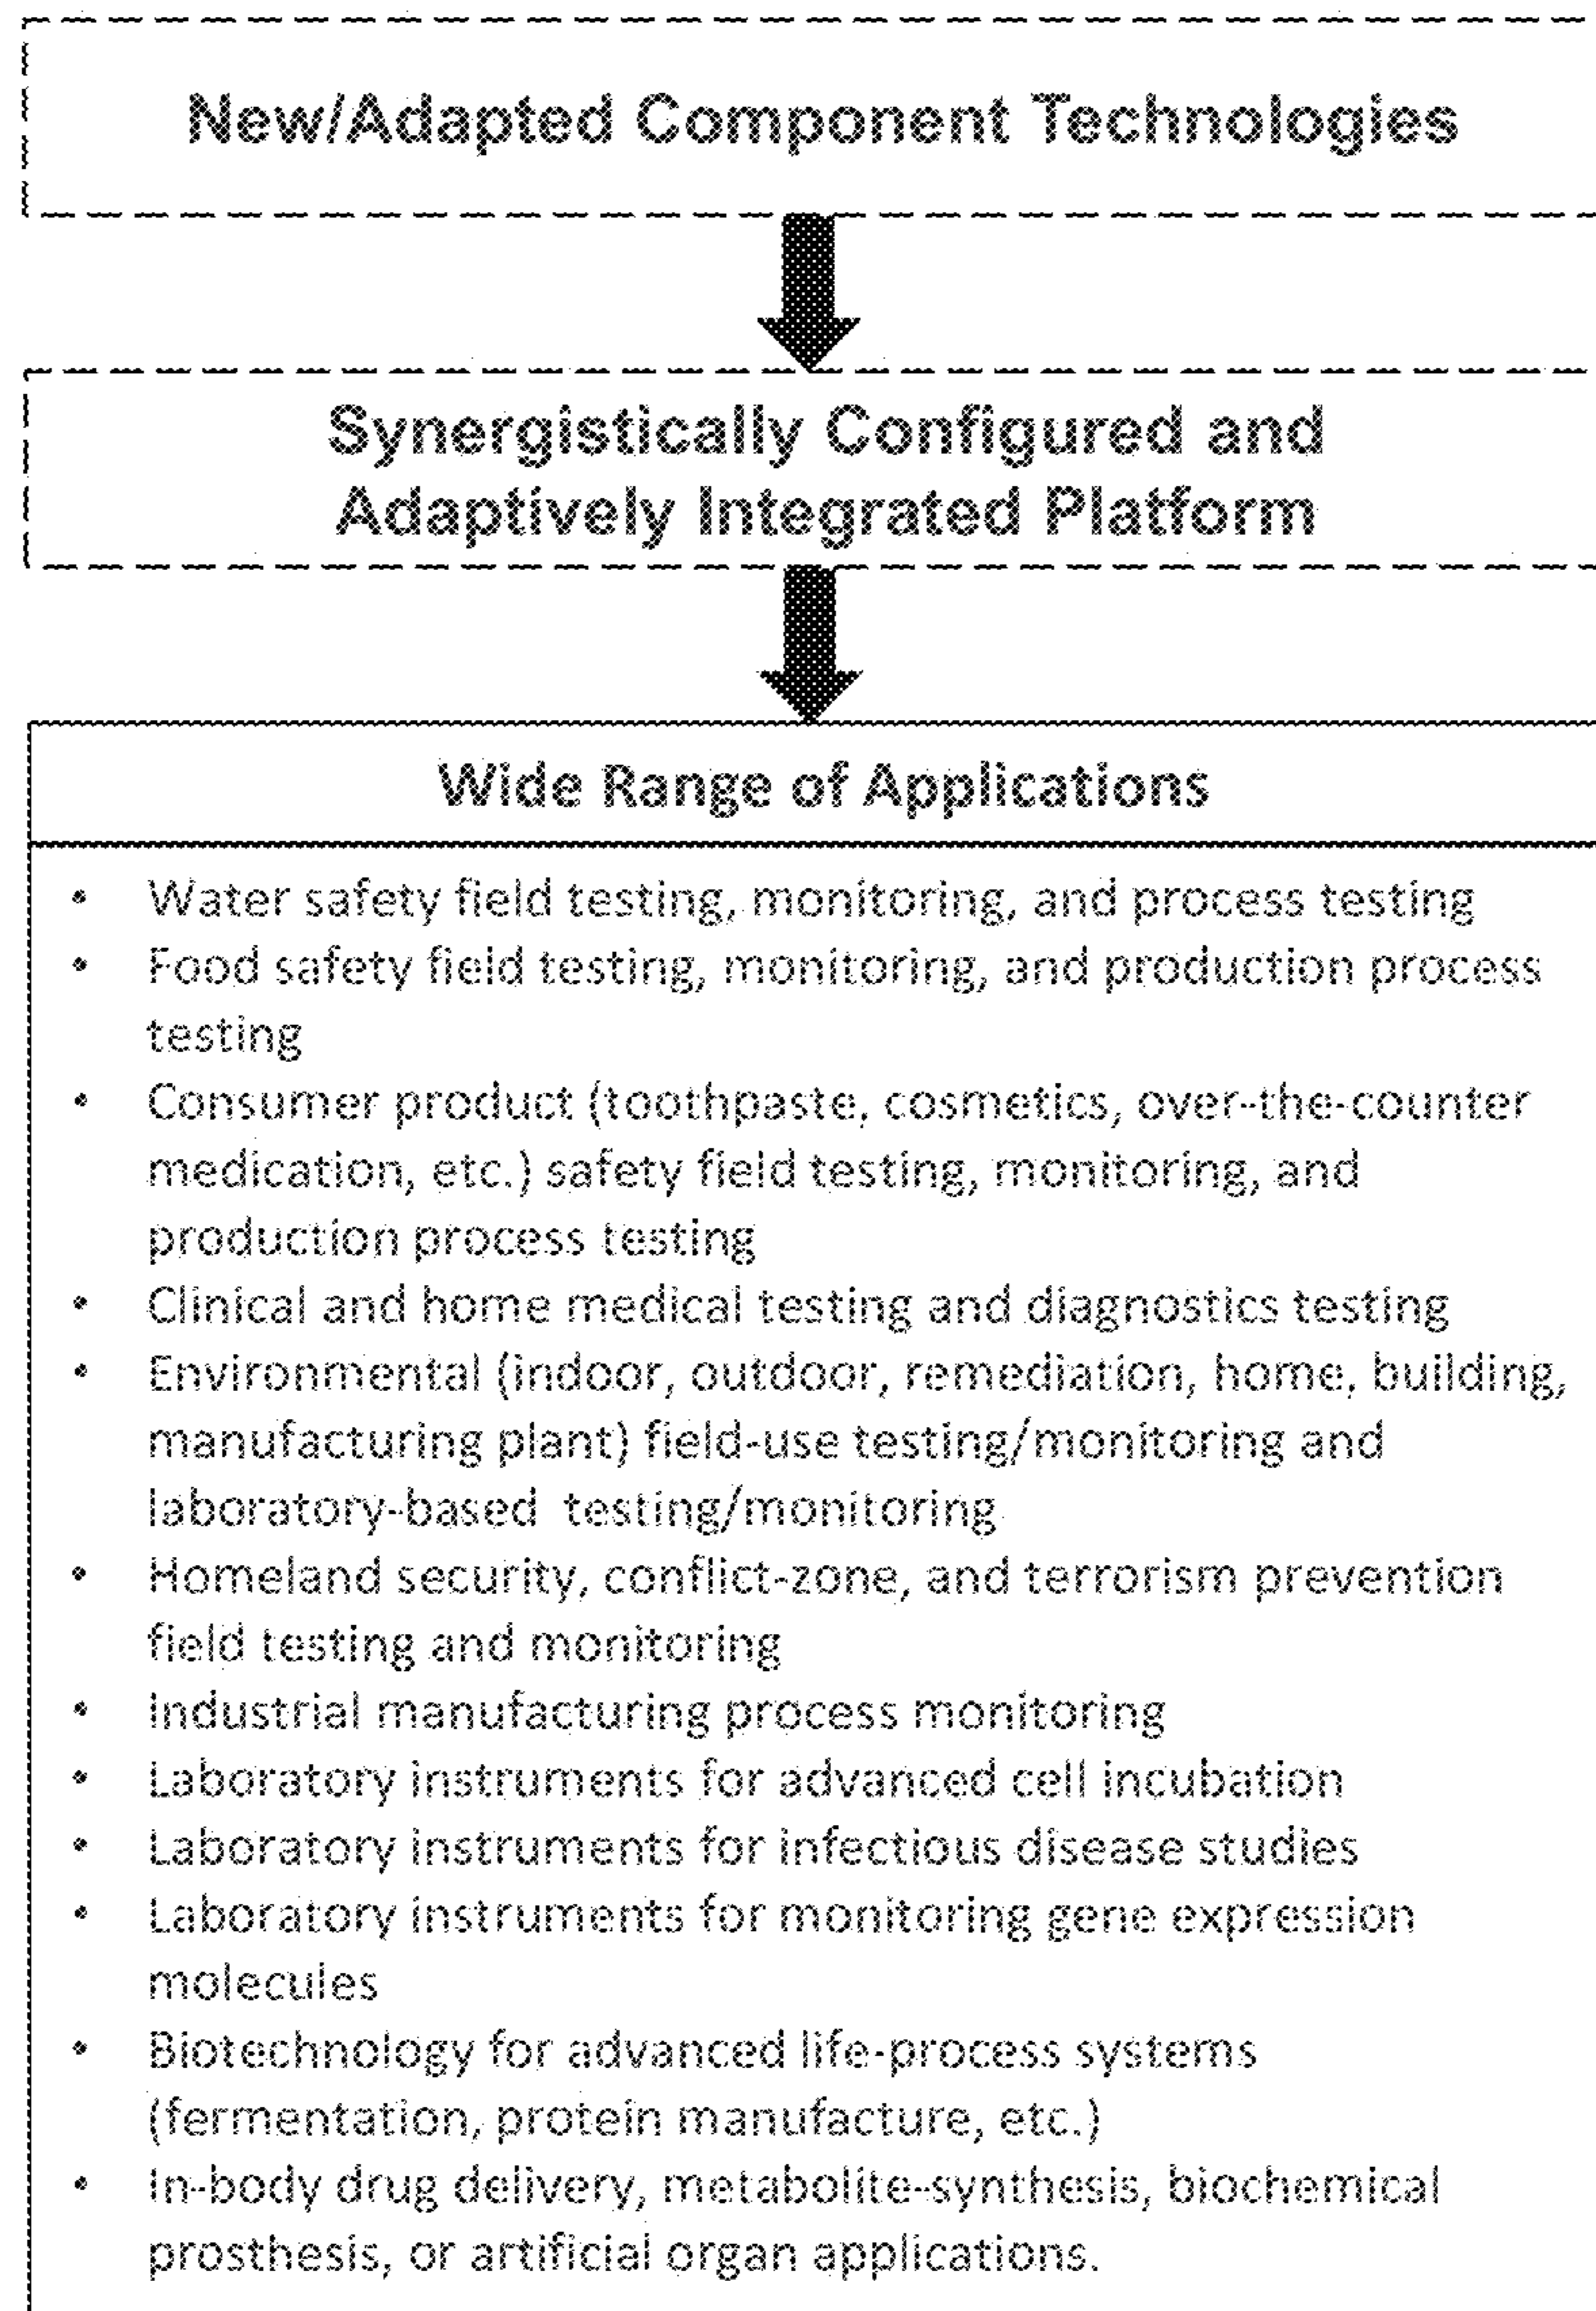 New/Adapted Component Technologies
Synergistically Configured and
Adaptively Integrated Platform
Wide Range of Applications
• Water safety field testing, monitoring, and process testing
• Food safety field testing, monitoring, and production process
testing
• Consumer product (toothpaste, cosmetics, over-the-counter
medication, etc.) safety field testing, monitoring, and
production process testing
• Clinical and home medical testing and diagnostics testing
• Environmental (indoor, outdoor, remediation, home, building,
manufacturing plant) field-use testing/monitoring and
laboratory-based testing/monitoring
• Homeland security, conflict-zone, and terrorism prevention
field testing and monitoring
• Industrial manufacturing process monitoring
• Laboratory instruments for advanced cell incubation
• Laboratory instruments for infectious disease studies
• Laboratory instruments for monitoring gene expression
molecules
• Biotechnology for advanced life-process systems
(fermentation, protein manufacture, etc.)
• In-body drug delivery, metabolite-synthesis, biochemical
prosthesis, or artificial organ applications.